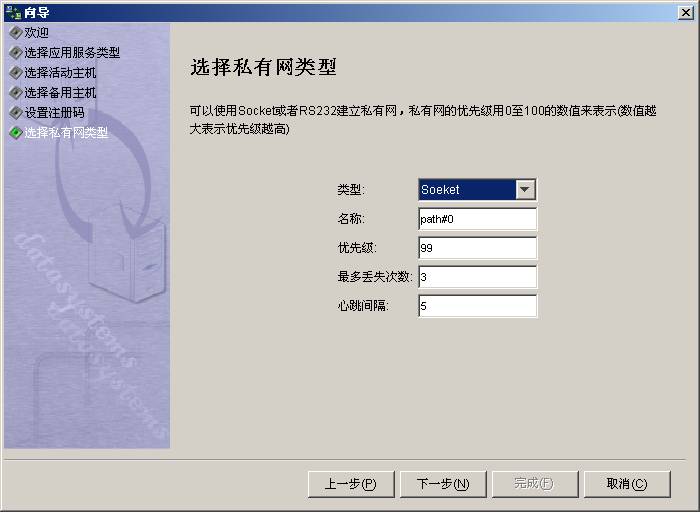 向导
欢迎
选择应用服务类型
选择活动主机
选择备用主机
设置注册码
选择私有网类型
选择私有网类型
可以使用Socket或者RS232建立私有网，私有网的优先级用0至100的数值来表示(数值越
大表示优先级越高)
类型: Soeket
名称: path#0
优先级: 99
最多丢失次数: 3
心跳间隔: 5
datasystems
datasystems
上一步(P) 下一步(N) 完成(F) 取消(C)